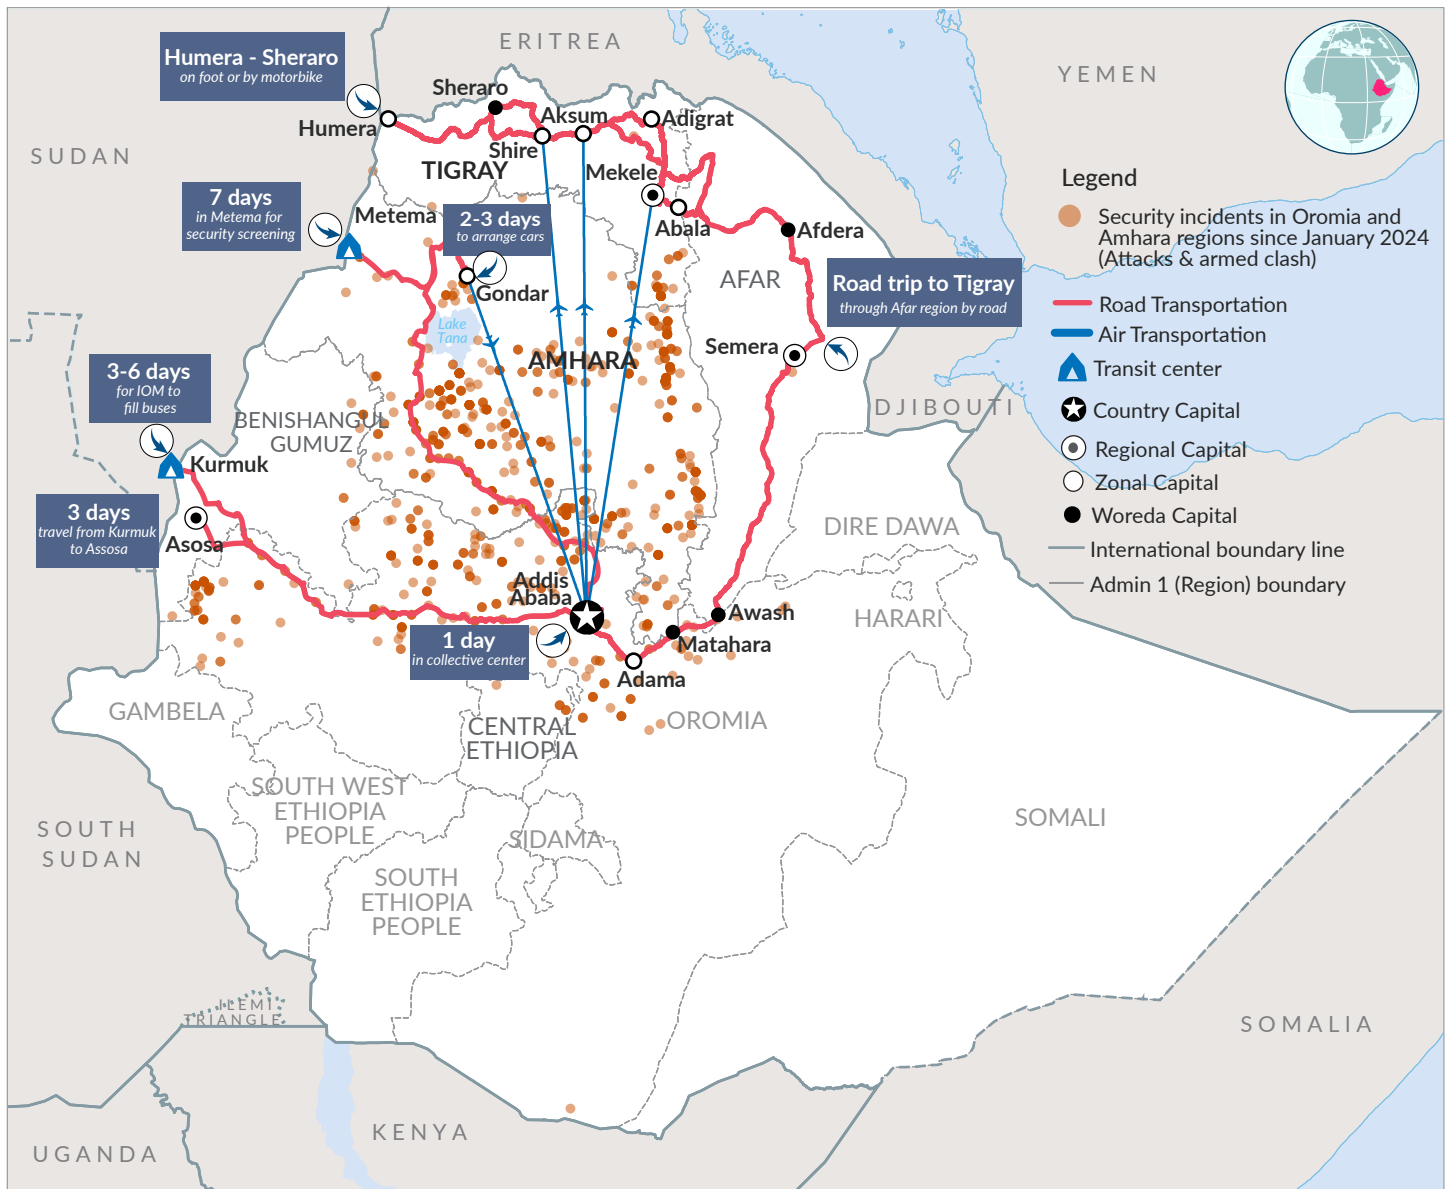 ERITREA
YEMEN
SUDAN
Humera - Sheraro
on foot or by motorbike
Sheraro
Humera
Aksum
Adigrat
Shire
TIGRAY
Mekele
7 days
in Metema for
security screening
Metema
2-3 days
to arrange cars
Abala
Afdera
AFAR
Gondar
Road trip to Tigray
through Afar region by road
Lake
Tana
AMHARA
Semera
3-6 days
for IOM to
fill buses
BENISHANGUL
GUMUZ
DJIBOUTI
Kurmuk
3 days
travel from Kurmuk
to Assosa
Asosa
DIRE DAWA
Addis
Ababa
HARARI
Awash
Matahara
1 day
in collective center
Adama
GAMBELA
OROMIA
CENTRAL
ETHIOPIA
SOUTH WEST
ETHIOPIA
PEOPLE
SIDAMA
SOMALI
SOUTH
SUDAN
SOUTH
ETHIOPIA
PEOPLE
ILEMI
TRIANGLE
SOMALIA
KENYA
UGANDA
Legend
Security incidents in Oromia and
Amhara regions since January 2024
(Attacks & armed clash)
Road Transportation
Air Transportation
Transit center
Country Capital
Regional Capital
Zonal Capital
Woreda Capital
International boundary line
Admin 1 (Region) boundary